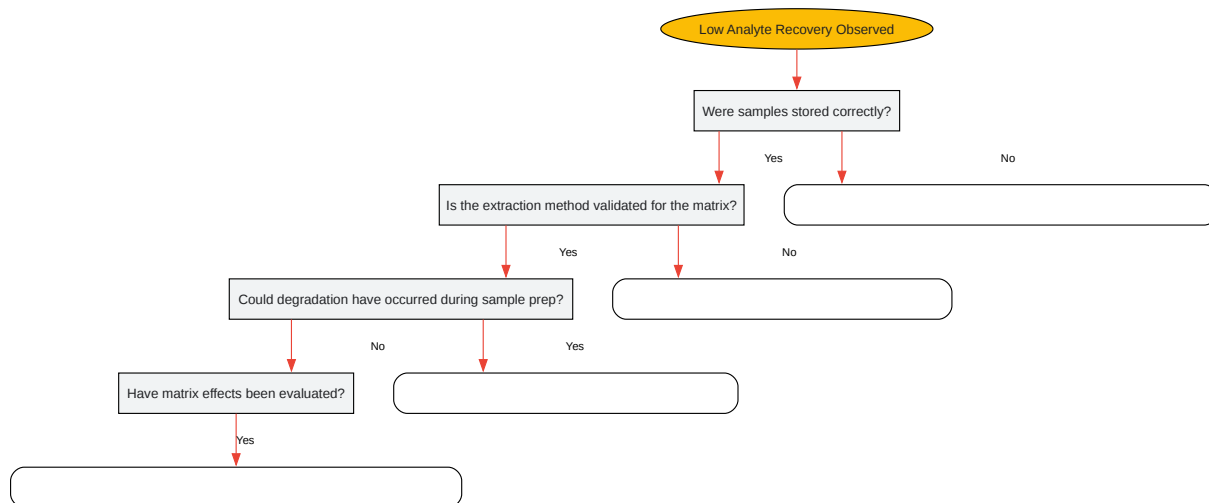 Low Analyte Recovery Observed
Were samples stored correctly?
Yes
No
Is the extraction method validated for the matrix?
Yes
No
Could degradation have occurred during sample prep?
No
Yes
Have matrix effects been evaluated?
Yes